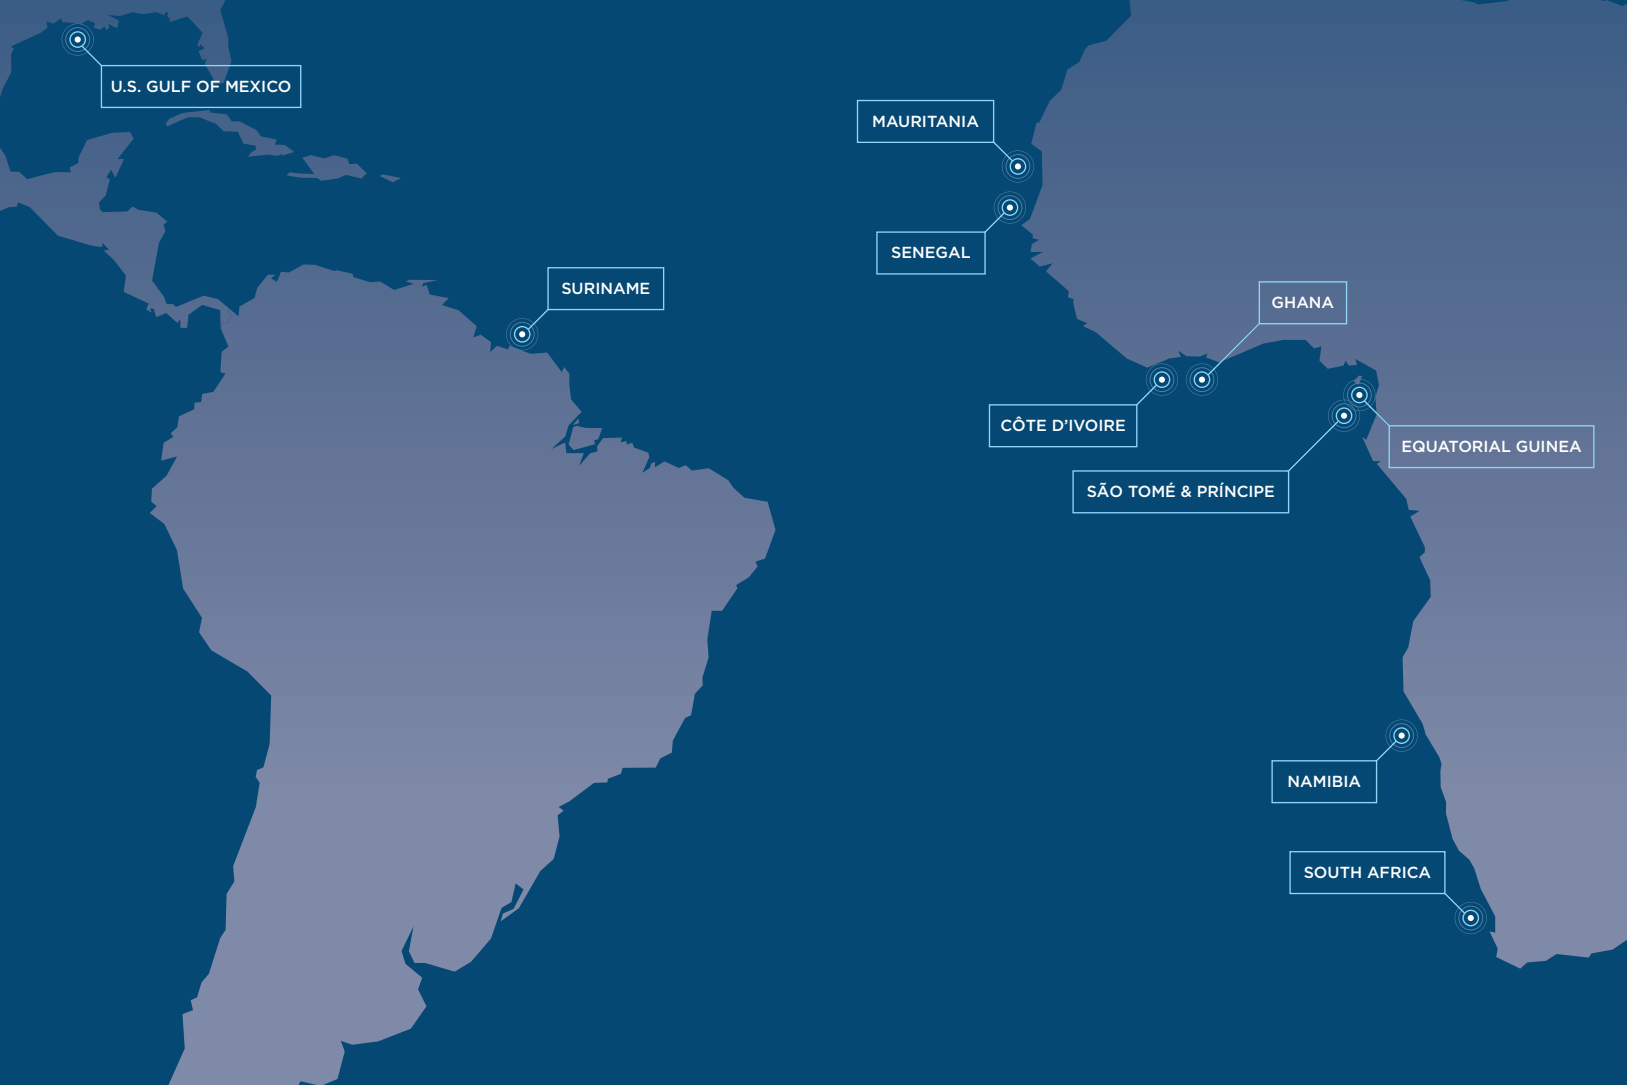 U.S. GULF OF MEXICO
MAURITANIA
SENEGAL
SURINAME
GHANA
CÔTE D’IVOIRE
EQUATORIAL GUINEA
SÃO TOMÉ & PRÍNCIPE
NAMIBIA
SOUTH AFRICA